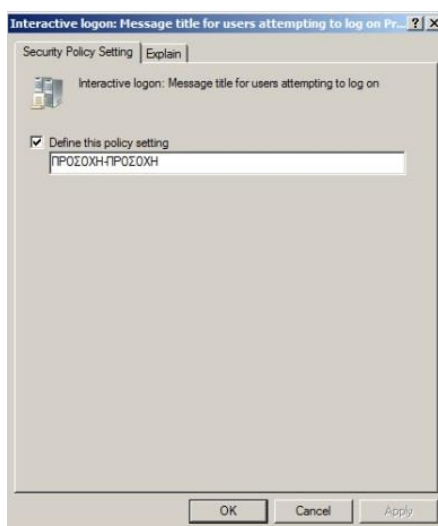 Interactive logon: Message title for users attempting to log on Pr... ? X
Security Policy Setting Explain
Interactive logon: Message title for users attempting to log on
Define this policy setting
ΠΡΟΣΟΧΗ-ΠΡΟΣΟΧΗ
OK Cancel Apply